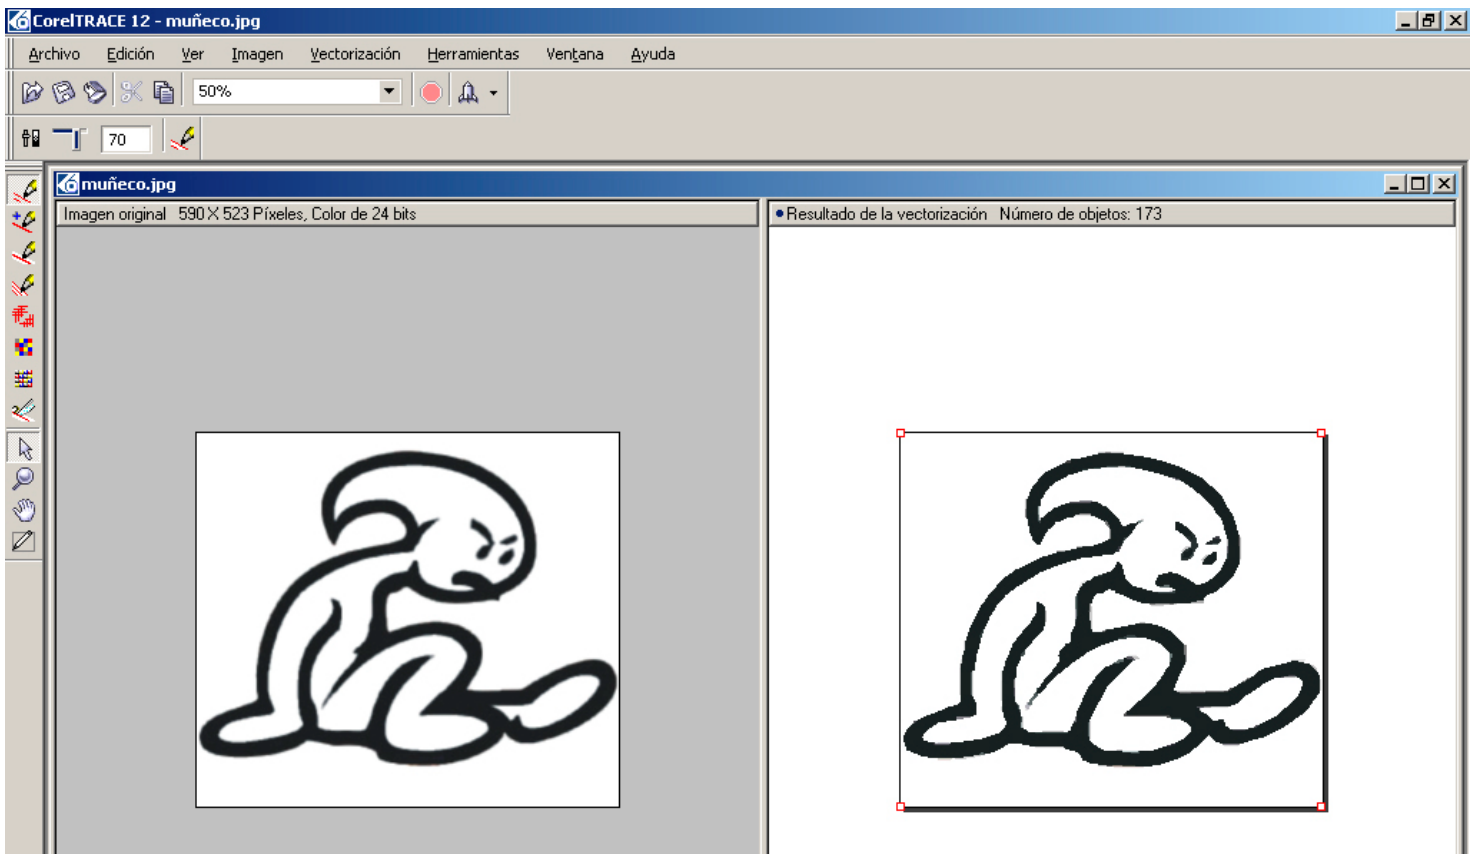 CorelTRACE 12 - muñeco.jpg
Archivo Edición Ver Imagen Vectorización Herramientas Ventana Ayuda
50%
70
muñeco.jpg
Imagen original 590 X 523 Píxeles, Color de 24 bits
Resultado de la vectorización Número de objetos: 173